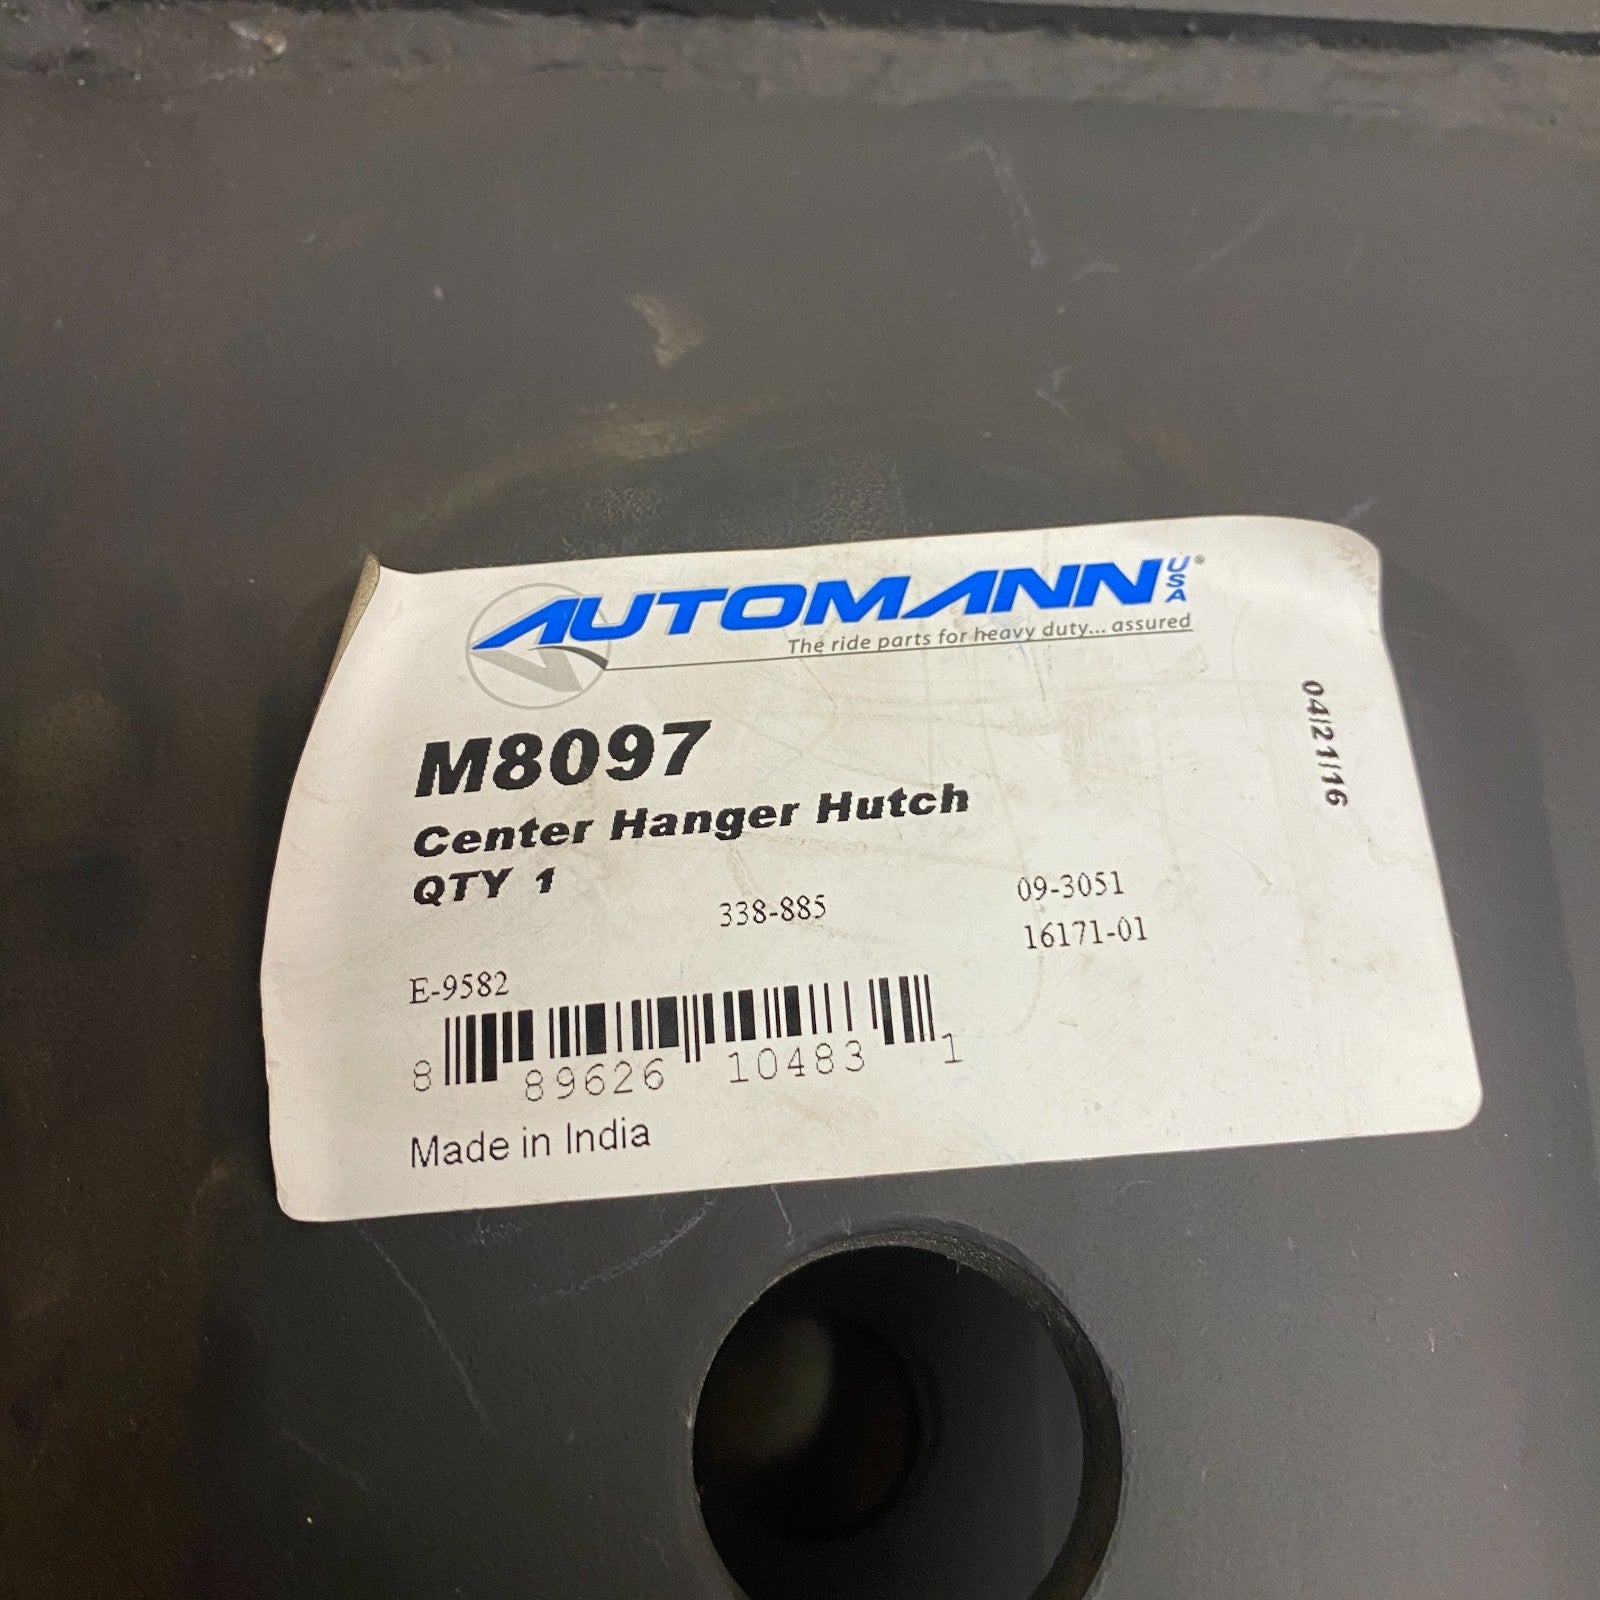 AUTOMANN USA®
The ride parts for heavy duty... assured
04/21/16
M8097
Center Hanger Hutch
QTY 1
338-885
09-3051
16171-01
E-9582
8 89626 10483 1
Made in India